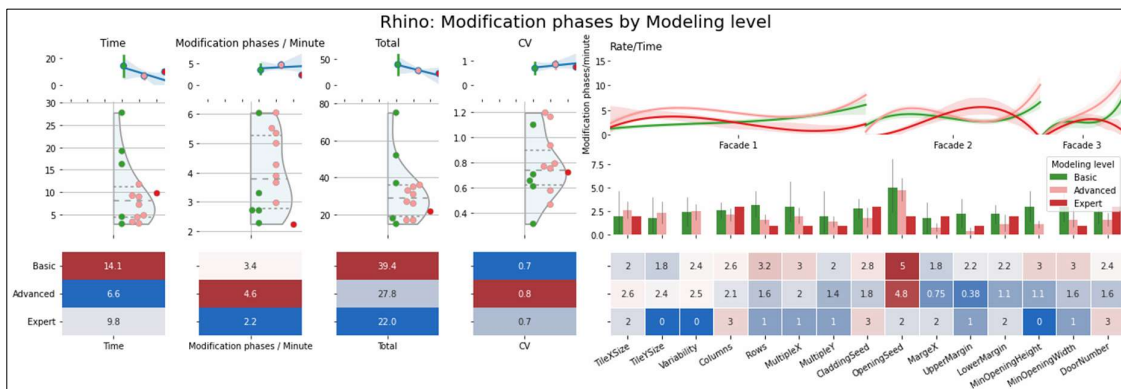 Rhino: Modification phases by Modeling level
Time
Modification phases / Minute
Total
CV
Rate/Time
20
0
5
0
50
0
1
0
Modification phases/minute
15
10
5
0
Facade 1
Facade 2
Facade 3
30
25
20
15
10
5
6
5
4
3
2
80
60
40
20
1.2
1.0
0.8
0.6
0.4
7.5
5.0
2.5
0.0
Modeling level
Basic
Advanced
Expert
Basic 14.1 3.4 39.4 0.7 2 1.8 2.4 2.6 3.2 3 2 2.8 5 1.8 2.2 2.2 3 3 2.4
Advanced 6.6 4.6 27.8 0.8 2.6 2.4 2.5 2.1 1.6 2 1.4 1.8 4.8 0.75 0.38 1.1 1.1 1.6 1.6
Expert 9.8 2.2 22.0 0.7 2 0 0 3 1 1 1 3 2 2 1 2 0 1 3
Time
Modification phases / Minute
Total
CV
TileXSize
TileYSize
Variability
Columns
Rows
MultipleX
MultipleY
CladdingSeed
OpeningSeed
MargeX
UpperMargin
LowerMargin
MinOpeningHeight
MinOpeningWidth
DoorNumber